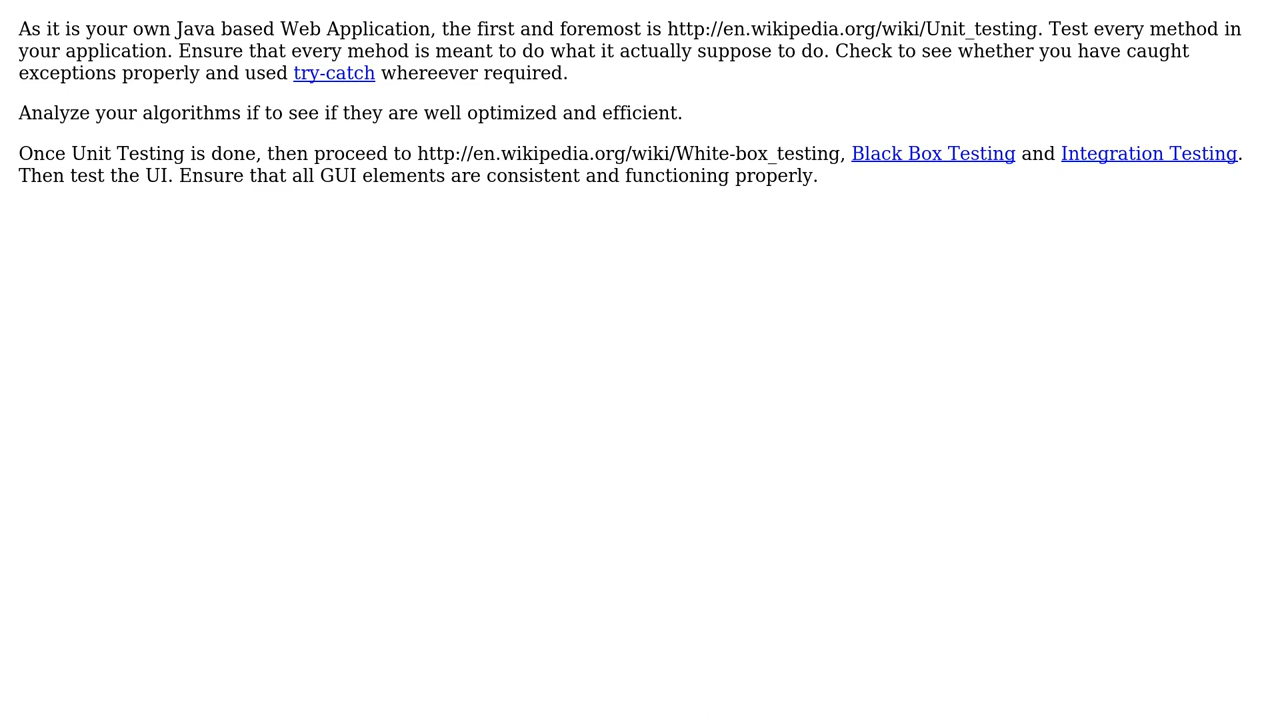 As it is your own Java based Web Application, the first and foremost is http://en.wikipedia.org/wiki/Unit_testing. Test every method in
your application. Ensure that every mehod is meant to do what it actually suppose to do. Check to see whether you have caught
exceptions properly and used try-catch whereever required.
Analyze your algorithms if to see if they are well optimized and efficient.
Once Unit Testing is done, then proceed to http://en.wikipedia.org/wiki/White-box_testing, Black Box Testing and Integration Testing.
Then test the UI. Ensure that all GUI elements are consistent and functioning properly.